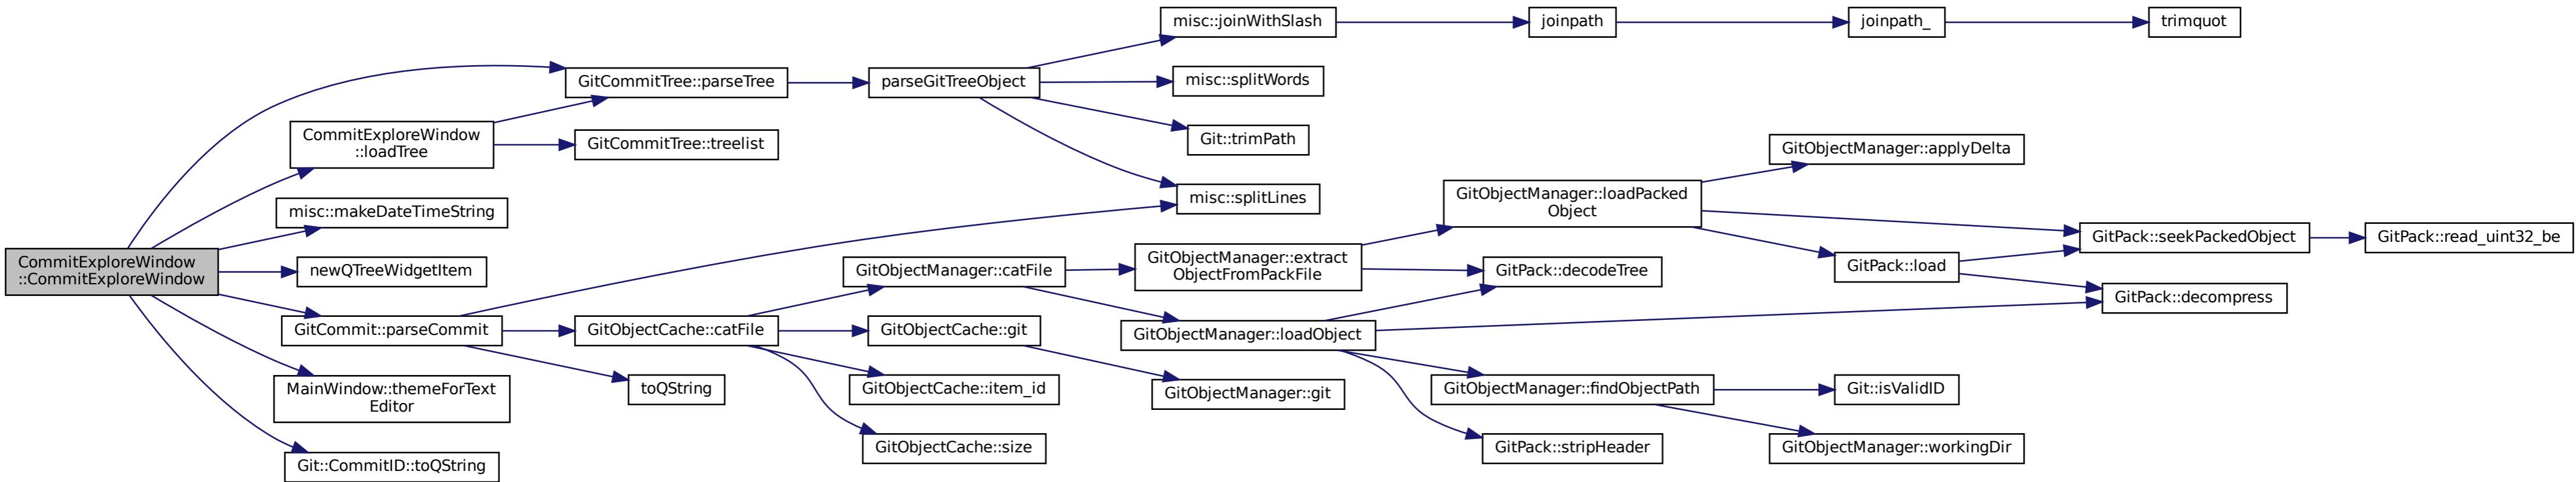 CommitExploreWindow
::CommitExploreWindow
GitCommitTree::parseTree
CommitExploreWindow
::loadTree
misc::makeDateTimeString
newQTreeWidgetItem
GitCommit::parseCommit
MainWindow::themeForText
Editor
Git::CommitID::toQString
parseGitTreeObject
GitCommitTree::treelist
GitObjectCache::catFile
toQString
misc::joinWithSlash
misc::splitWords
Git::trimPath
misc::splitLines
joinpath
joinpath_
trimquot
GitObjectManager::catFile
GitObjectCache::git
GitObjectCache::item_id
GitObjectCache::size
GitObjectManager::extract
ObjectFromPackFile
GitObjectManager::loadObject
GitObjectManager::git
GitObjectManager::loadPacked
Object
GitPack::decodeTree
GitObjectManager::findObjectPath
GitPack::stripHeader
GitObjectManager::applyDelta
GitPack::load
Git::isValidID
GitObjectManager::workingDir
GitPack::seekPackedObject
GitPack::decompress
GitPack::read_uint32_be